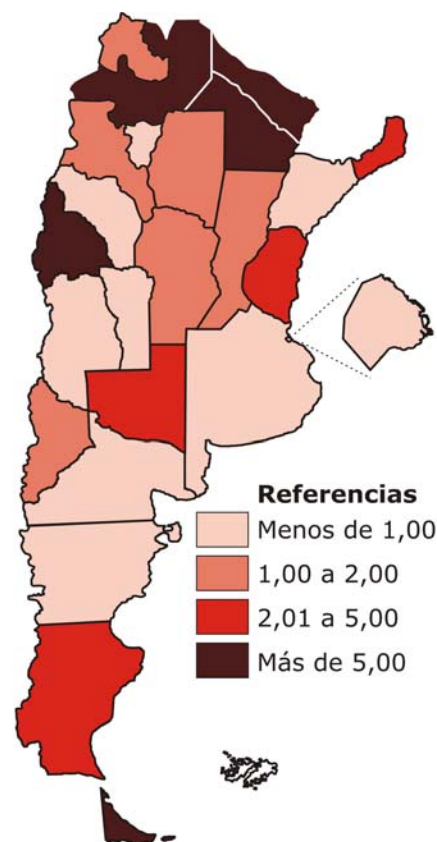 Referencias
Menos de 1,00
1,00 a 2,00
2,01 a 5,00
Más de 5,00